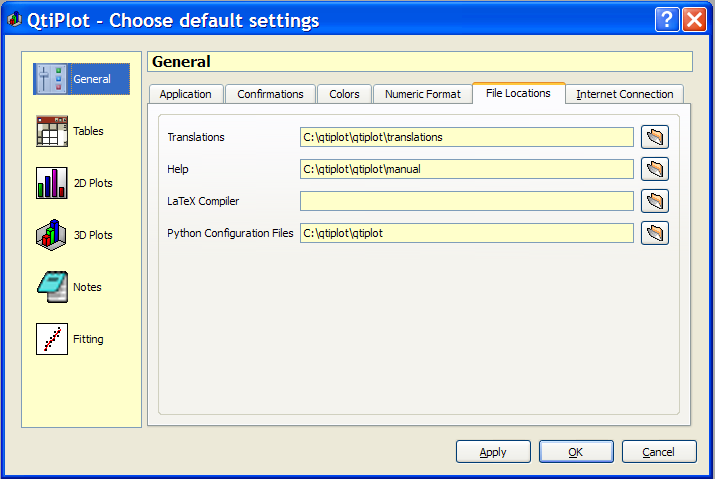 QtiPlot - Choose default settings
General
Tables
2D Plots
3D Plots
Notes
Fitting
General
Application Confirmations Colors Numeric Format File Locations Internet Connection
Translations C:\qtiplot\qtiplot\translations
Help C:\qtiplot\qtiplot\manual
LaTeX Compiler
Python Configuration Files C:\qtiplot\qtiplot
Apply OK Cancel